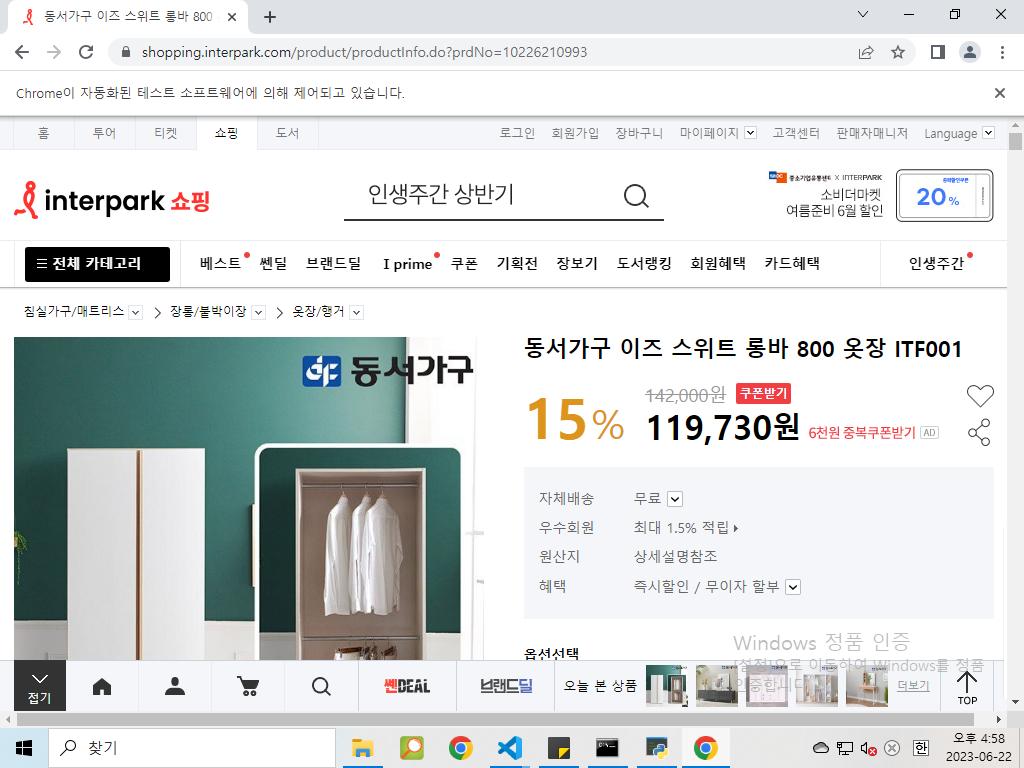 동서가구 이즈 스위트 롱바 800
shopping.interpark.com/product/productInfo.do?prdNo=10226210993
Chrome이 자동화된 테스트 소프트웨어에 의해 제어되고 있습니다.
홈 투어 티켓 쇼핑 도서 로그인 회원가입 장바구니 마이페이지 고객센터 판매자매니저 Language
interpark 쇼핑
인생주간 상반기
중소기업유통센터 X INTERPARK
소비더마켓
여름준비 6월 할인
20%
전체 카테고리 베스트 쎈딜 브랜드딜 I prime 쿠폰 기획전 장보기 도서랭킹 회원혜택 카드혜택 인생주간
침실가구/매트리스 장롱/붙박이장 옷장/행거
동서가구
동서가구 이즈 스위트 롱바 800 옷장 ITF001
15%
142,000원 쿠폰받기
119,730원 6천원 중복쿠폰받기 AD
자체배송 무료
우수회원 최대 1.5% 적립
원산지 상세설명참조
혜택 즉시할인 / 무이자 할부
옵션선택
Windows 정품 인증
[설정]으로 이동하여 Windows를 정품
인증합니다.
접기 쎈DEAL 브랜드딜 오늘 본 상품 더보기 TOP
찾기
한
오후 4:58
2023-06-22